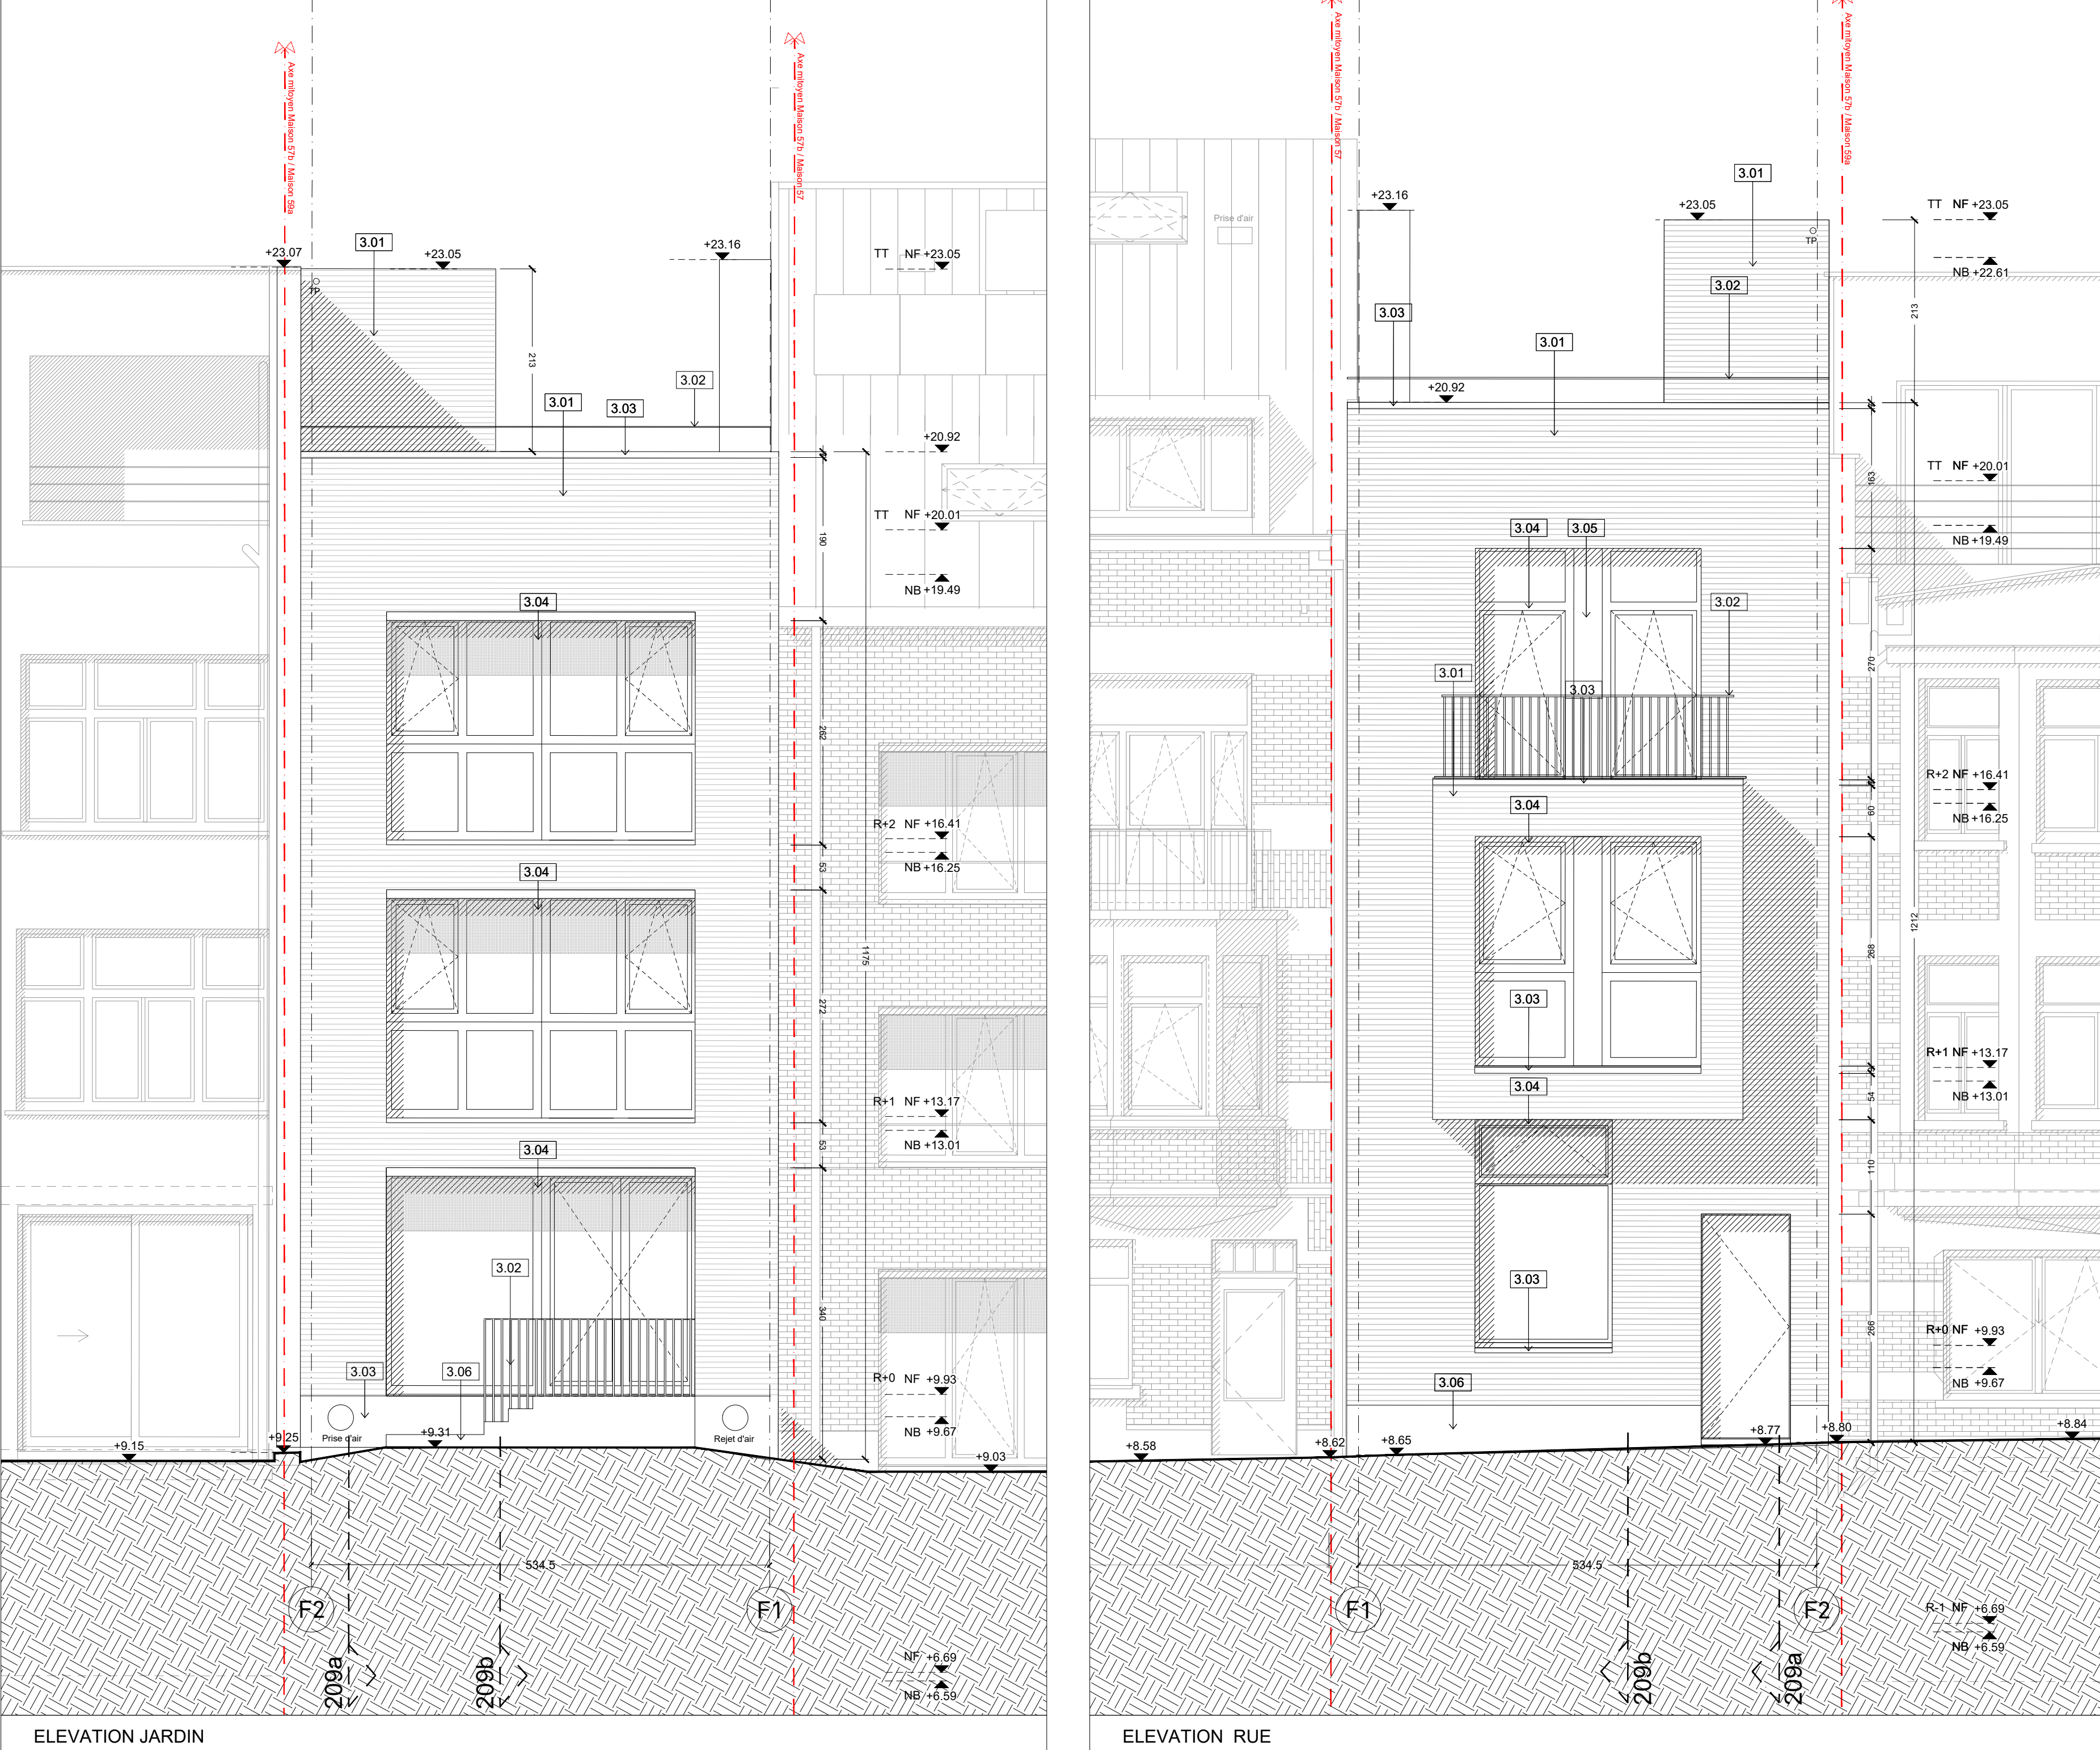 Axe mitoyen Maison 57b / Maison 59a
Axe mitoyen Maison 57b / Maison 57
+23.07
3.01
+23.05
+23.16
TT NF +23.05
TP
213
3.02
3.01
3.03
+20.92
TT NF +20.01
190
NB +19.49
3.04
262
R+2 NF +16.41
53
NB +16.25
3.04
1175
272
R+1 NF +13.17
53
NB +13.01
3.04
3.02
340
3.03
3.06
R+0 NF +9.93
Prise d'air
Rejet d'air
NB +9.67
+9.15
+9.25
+9.31
+9.03
534.5
F2
F1
209a
209b
NF +6.69
NB +6.59
ELEVATION JARDIN
Axe mitoyen Maison 57b / Maison 57
Axe mitoyen Maison 57b / Maison 59a
3.01
+23.16
+23.05
TT NF +23.05
Prise d'air
TP
NB +22.61
3.02
3.03
213
3.01
+20.92
TT NF +20.01
163
3.04
3.05
NB +19.49
3.02
3.01
3.03
270
R+2 NF +16.41
3.04
60
NB +16.25
1212
268
3.03
R+1 NF +13.17
3.04
54
NB +13.01
110
3.03
266
R+0 NF +9.93
3.06
NB +9.67
+8.58
+8.62
+8.65
+8.77
+8.80
+8.84
534.5
F1
F2
209b
209a
R-1 NF +6.69
NB +6.59
ELEVATION RUE